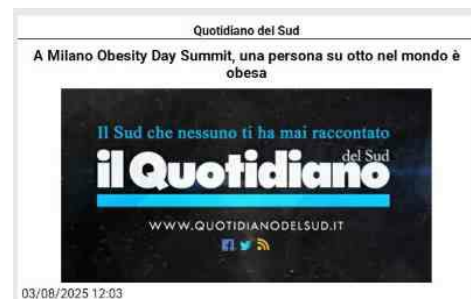 Quotidiano del Sud
A Milano Obesity Day Summit, una persona su otto nel mondo è
obesa
Il Sud che nessuno ti ha mai raccontato
il Quotidiano
del Sud
WWW.QUOTIDIANODELSUD.IT
03/08/2025 12:03